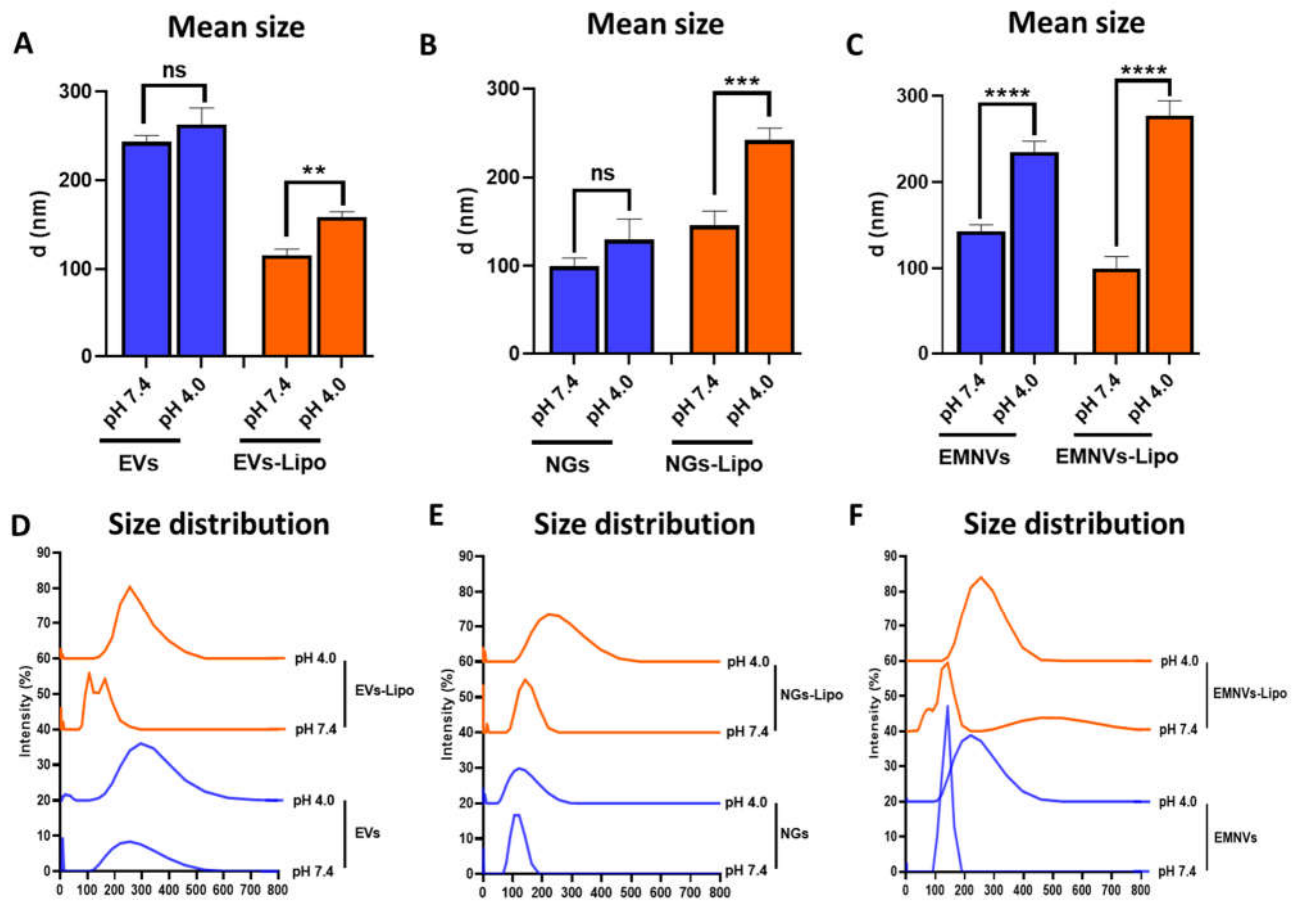 A Mean size
ns
**
d (nm)
300
200
100
0
pH 7.4
pH 4.0
pH 7.4
pH 4.0
EVs
EVs-Lipo
B Mean size
ns
***
d (nm)
300
200
100
0
pH 7.4
pH 4.0
pH 7.4
pH 4.0
NGs
NGs-Lipo
C Mean size
****
****
d (nm)
300
200
100
0
pH 7.4
pH 4.0
pH 7.4
pH 4.0
EMNVs
EMNVs-Lipo
D Size distribution
Intensity (%)
90
80
70
60
50
40
30
20
10
0
pH 4.0
EVs-Lipo
pH 7.4
pH 4.0
EVs
pH 7.4
0 100 200 300 400 500 600 700 800
E Size distribution
Intensity (%)
90
80
70
60
50
40
30
20
10
0
pH 4.0
NGs-Lipo
pH 7.4
pH 4.0
NGs
pH 7.4
0 100 200 300 400 500 600 700 800
F Size distribution
Intensity (%)
90
80
70
60
50
40
30
20
10
0
pH 4.0
EMNVs-Lipo
pH 7.4
pH 4.0
EMNVs
pH 7.4
0 100 200 300 400 500 600 700 800